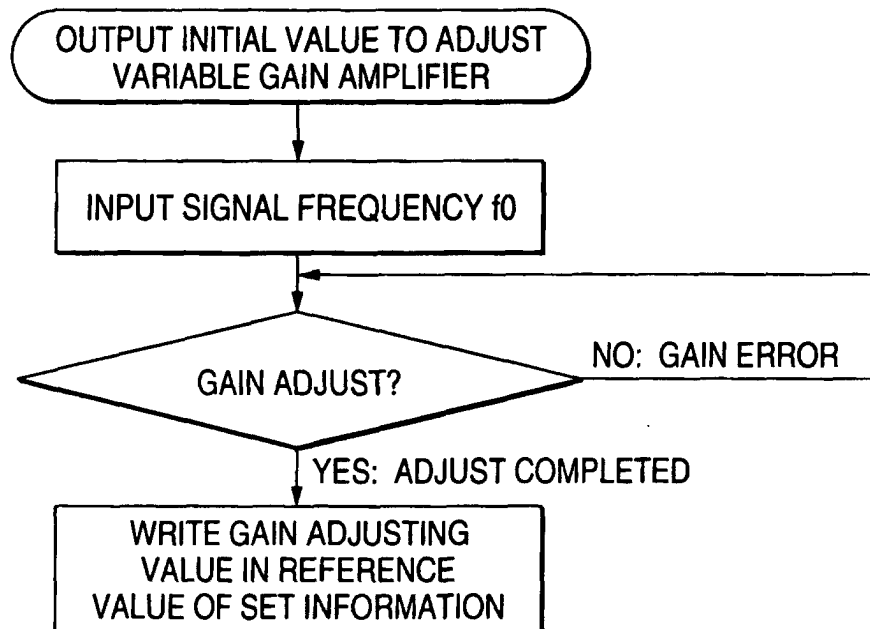 OUTPUT INITIAL VALUE TO ADJUST
VARIABLE GAIN AMPLIFIER
INPUT SIGNAL FREQUENCY f0
GAIN ADJUST?
NO: GAIN ERROR
YES: ADJUST COMPLETED
WRITE GAIN ADJUSTING
VALUE IN REFERENCE
VALUE OF SET INFORMATION